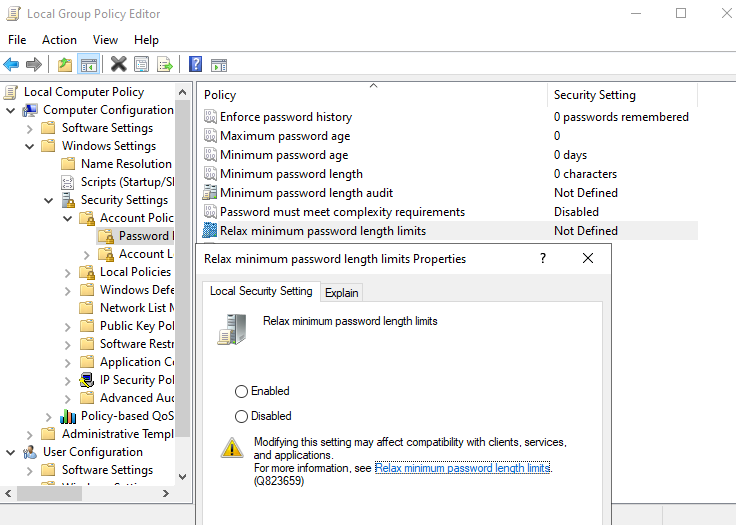 Local Group Policy Editor
File Action View Help
Local Computer Policy
Computer Configuration
Software Settings
Windows Settings
Name Resolution
Scripts (Startup/Sl
Security Settings
Account Polic
Password
Account L
Local Policies
Windows Defe
Network List M
Public Key Pol
Software Restr
Application C
IP Security Pol
Advanced Auc
Policy-based QoS
Administrative Templ
User Configuration
Software Settings
Policy Security Setting
Enforce password history 0 passwords remembered
Maximum password age 0
Minimum password age 0 days
Minimum password length 0 characters
Minimum password length audit Not Defined
Password must meet complexity requirements Disabled
Relax minimum password length limits Not Defined
Relax minimum password length limits Properties ?
Local Security Setting Explain
Relax minimum password length limits
Enabled
Disabled
Modifying this setting may affect compatibility with clients, services,
and applications.
For more information, see Relax minimum password length limits.
(Q823659)